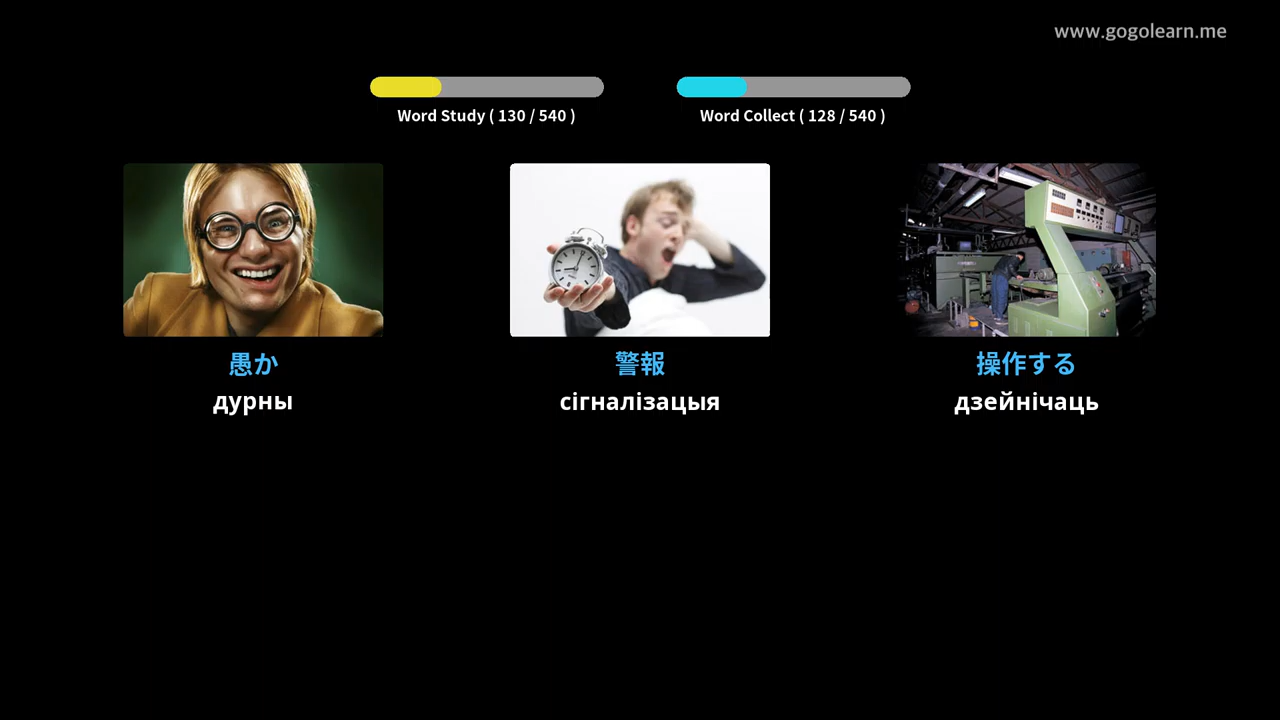 www.gogolearn.me
Word Study ( 130 / 540 )
Word Collect ( 128 / 540 )
愚か
警報
操作する
дурны
сігналізацыя
дзейнічаць